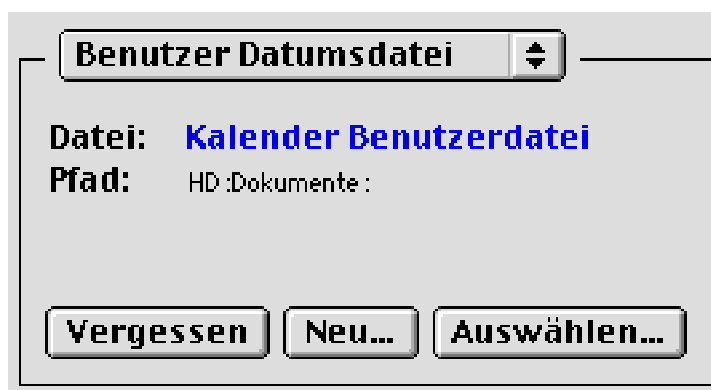 Benutzer Datumsdatei
Datei: Kalender Benutzerdatei
Pfad: HD :Dokumente :
Vergessen Neu... Auswählen...